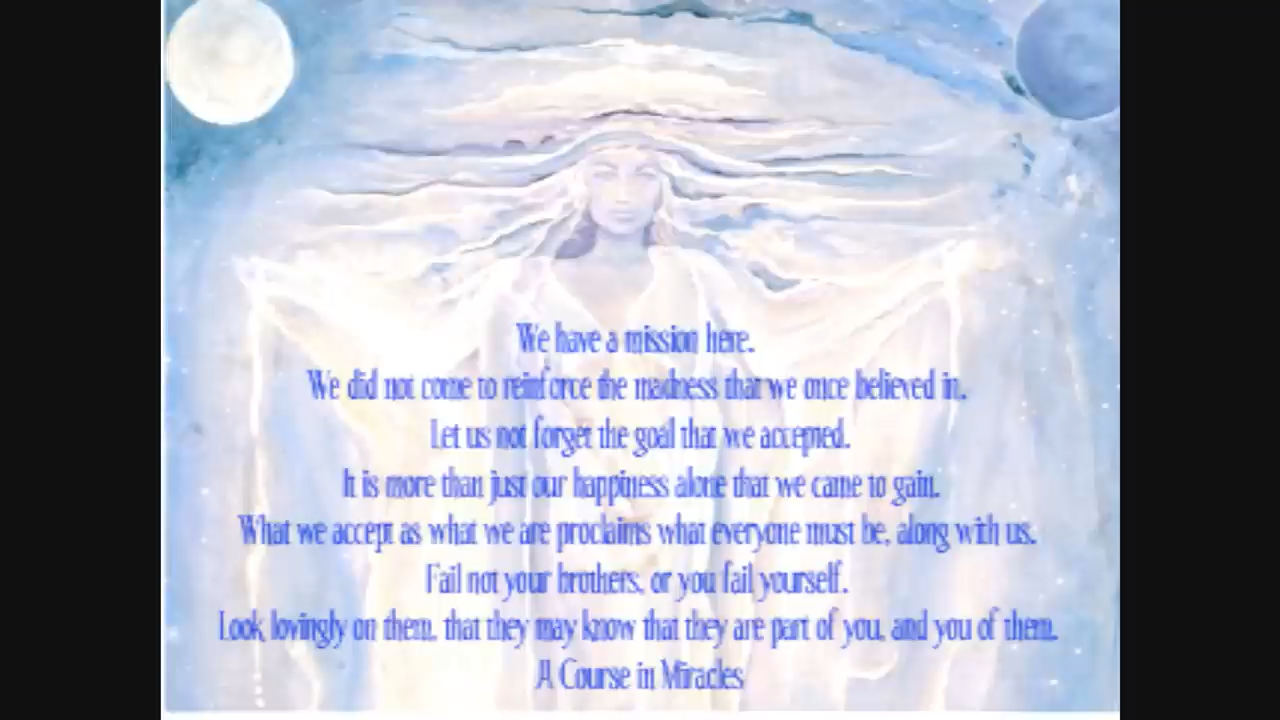 We have a mission here.
We did not come to reinforce the madness that we once believed in.
Let us not forget the goal that we accepted.
It is more than just our happiness alone that we came to gain.
What we accept as what we are proclaims what everyone must be, along with us.
Fail not your brothers, or you fail yourself.
Look lovingly on them, that they may know that they are part of you, and you of them.
A Course in Miracles